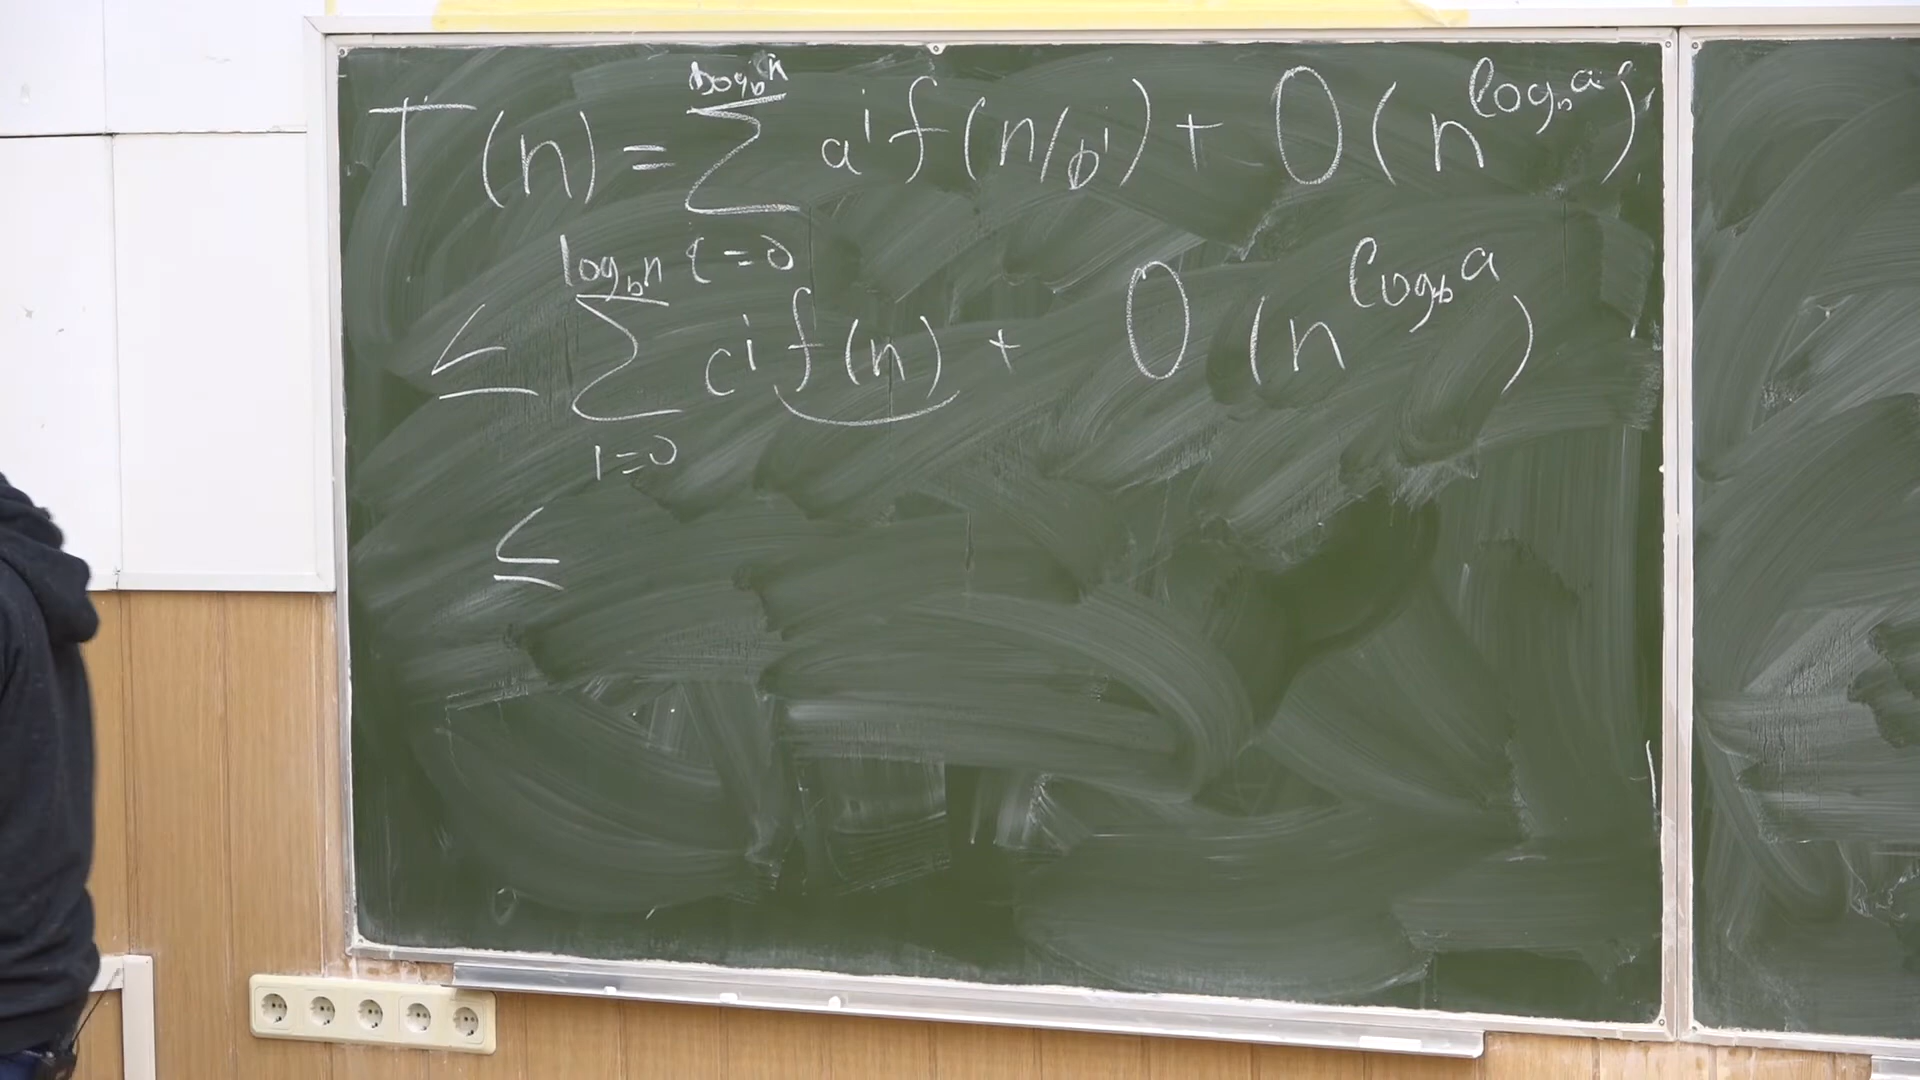 log_b n
T(n) = ∑ a^i f(n/b^i) + O(n^{log_b a})
i=0
log_b n
≤ ∑ c^i f(n) + O(n^{log_b a})
i=0
≤